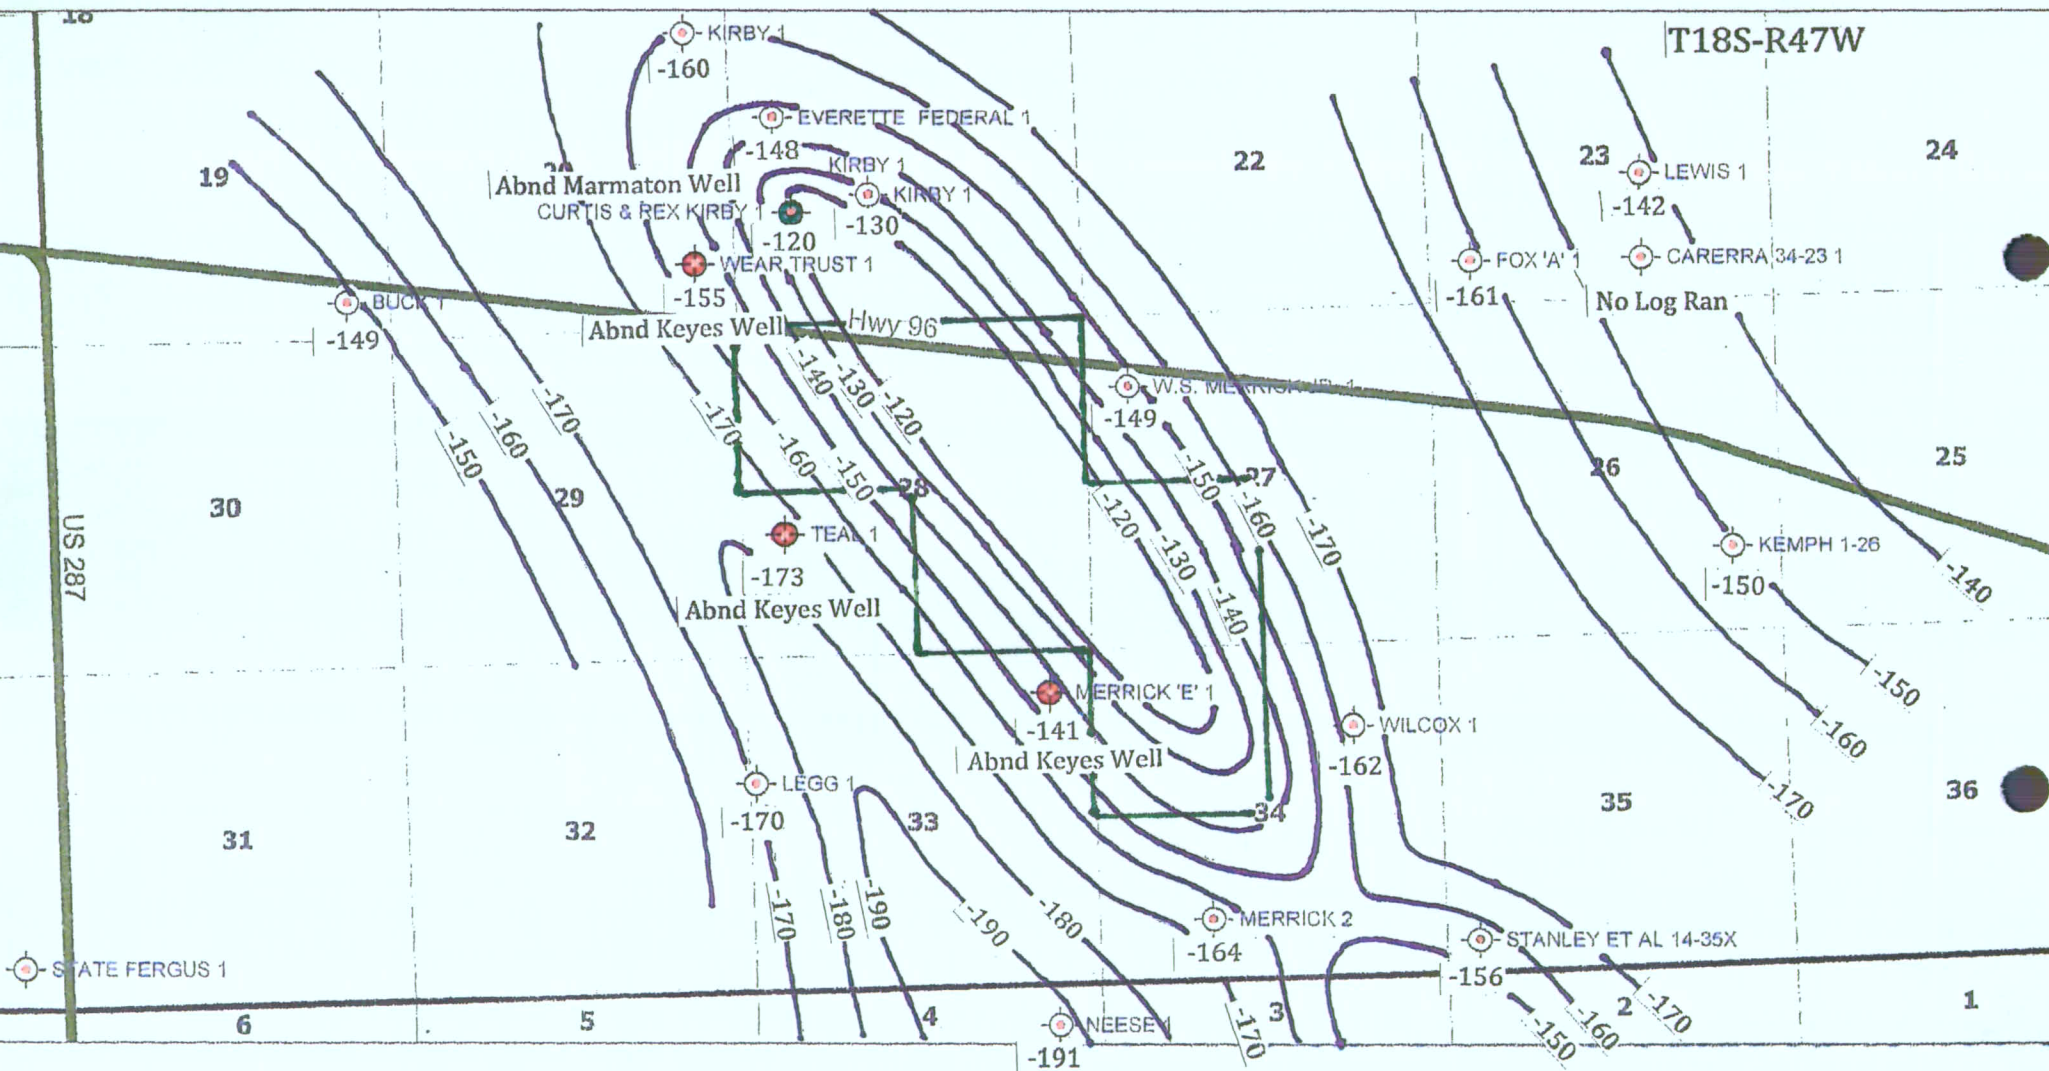 18
T18S-R47W
KIRBY 1
-160
EVERETTE FEDERAL 1
-148
KIRBY 1
KIRBY 1
-130
22
23
24
LEWIS 1
-142
19
Abnd Marmaton Well
CURTIS & REX KIRBY 1
-120
WEAR TRUST 1
-155
FOX 'A' 1
-161
CARERRA 34-23 1
No Log Ran
BUCK 1
-149
Abnd Keyes Well
Hwy 96
W.S. MERRICK JR. 1
-149
-140
-130
-120
-170
-160
-150
-150
-160
-170
28
27
26
25
30
29
US 287
-150
-160
-170
-120
-130
-140
TEAL 1
-173
Abnd Keyes Well
KEMPH 1-26
-150
-140
-150
-160
-170
MERRICK 'E' 1
-141
Abnd Keyes Well
WILCOX 1
-162
LEGG 1
-170
31
32
33
34
35
36
-170
-180
-190
-190
-180
MERRICK 2
-164
STANLEY ET AL 14-35X
-156
STATE FERGUS 1
6
5
4
3
2
1
NEESE 1
-191
-170
-150
-160
-170